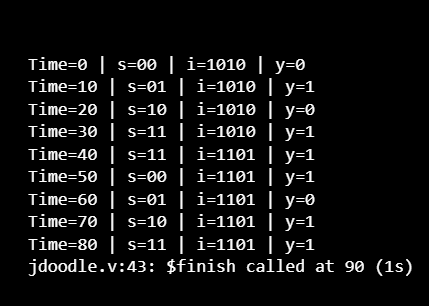 Time=0 | s=00 | i=1010 | y=0
Time=10 | s=01 | i=1010 | y=1
Time=20 | s=10 | i=1010 | y=0
Time=30 | s=11 | i=1010 | y=1
Time=40 | s=11 | i=1101 | y=1
Time=50 | s=00 | i=1101 | y=1
Time=60 | s=01 | i=1101 | y=0
Time=70 | s=10 | i=1101 | y=1
Time=80 | s=11 | i=1101 | y=1
jdoodle.v:43: $finish called at 90 (1s)